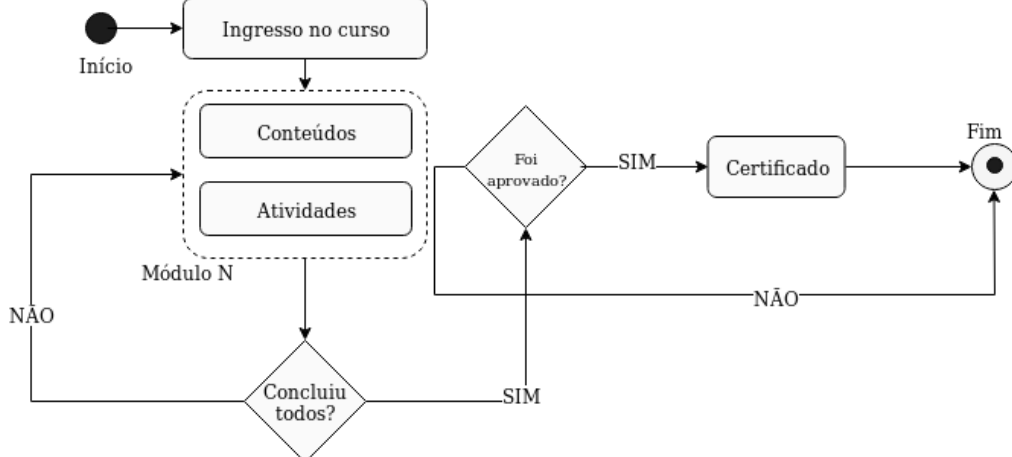 Ingresso no curso
Início
Conteúdos
Atividades
Módulo N
NÃO
Concluiu
todos?
SIM
Foi
aprovado?
SIM
Certificado
Fim
NÃO